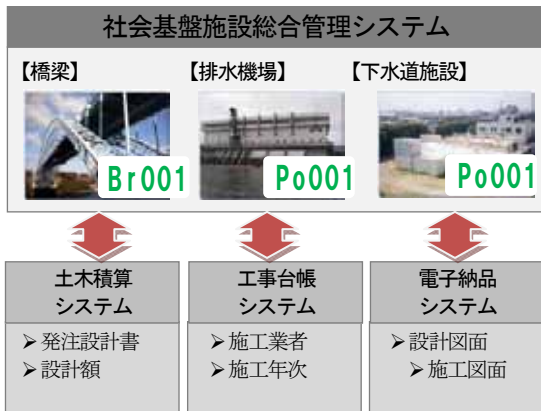 社会基盤施設総合管理システム
【橋梁】 【排水機場】 【下水道施設】
Br001 Po001 Po001
土木積算 工事台帳 電子納品
システム システム システム
➢発注設計書 ➢施工業者 ➢設計図面
➢設計額 ➢施工年次 ➢施工図面